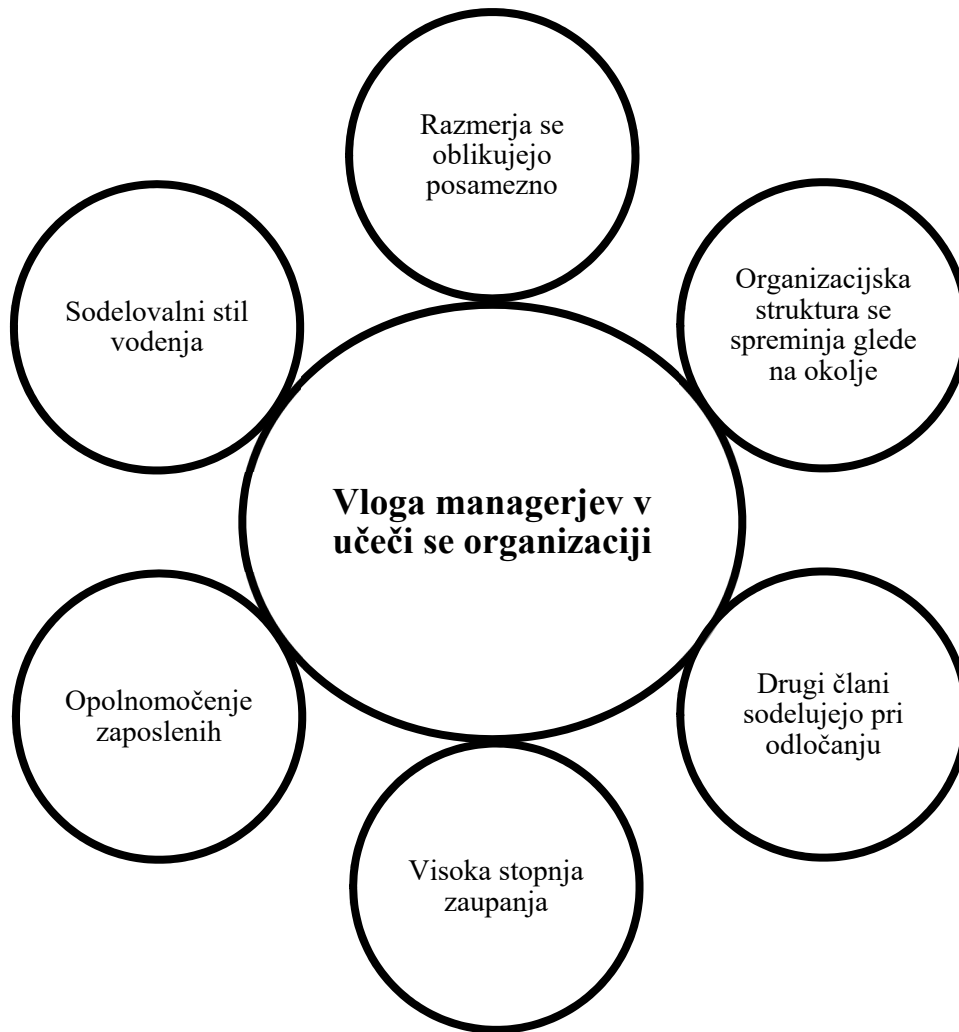 Razmerja se
oblikujejo
posamezno
Sodelovalni stil
vodenja
Organizacijska
struktura se
spreminja glede
na okolje
Vloga managerjev v
učeči se organizaciji
Opolnomočenje
zaposlenih
Drugi člani
sodelujejo pri
odločanju
Visoka stopnja
zaupanja